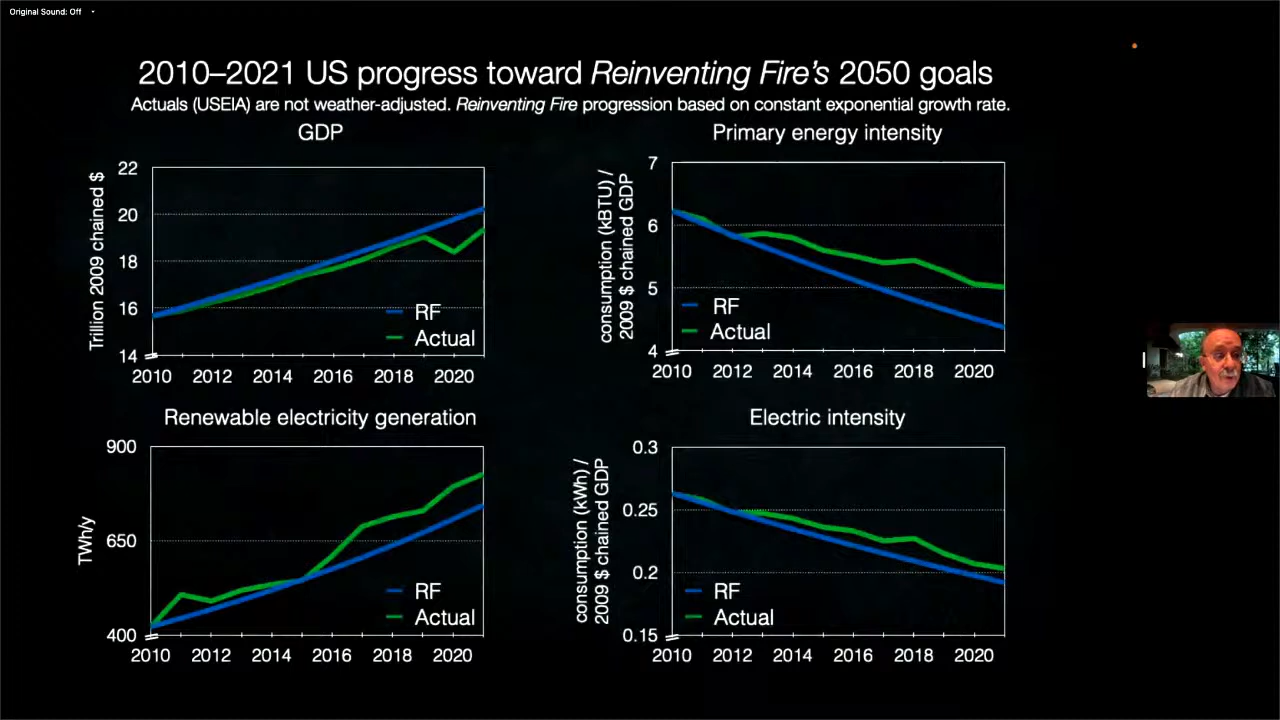 Original Sound: Off
2010–2021 US progress toward Reinventing Fire's 2050 goals
Actuals (USEIA) are not weather-adjusted. Reinventing Fire progression based on constant exponential growth rate.
GDP
Trillion 2009 chained $
22
20
18
16
14
2010 2012 2014 2016 2018 2020
RF
Actual
Primary energy intensity
consumption (kBTU) /
2009 $ chained GDP
7
6
5
4
2010 2012 2014 2016 2018 2020
RF
Actual
Renewable electricity generation
TWh/y
900
650
400
2010 2012 2014 2016 2018 2020
RF
Actual
Electric intensity
consumption (kWh) /
2009 $ chained GDP
0.3
0.25
0.2
0.15
2010 2012 2014 2016 2018 2020
RF
Actual